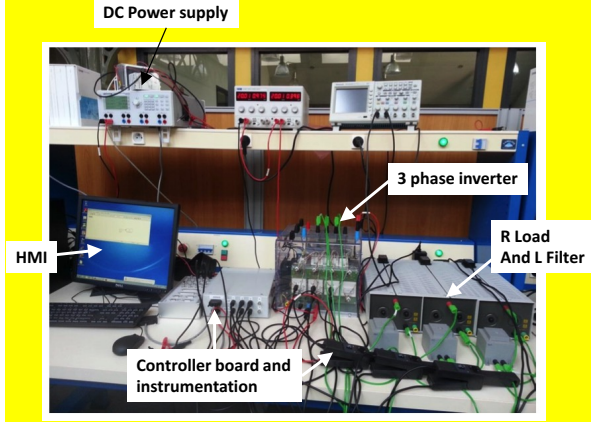 DC Power supply
3 phase inverter
R Load
And L Filter
HMI
Controller board and
instrumentation